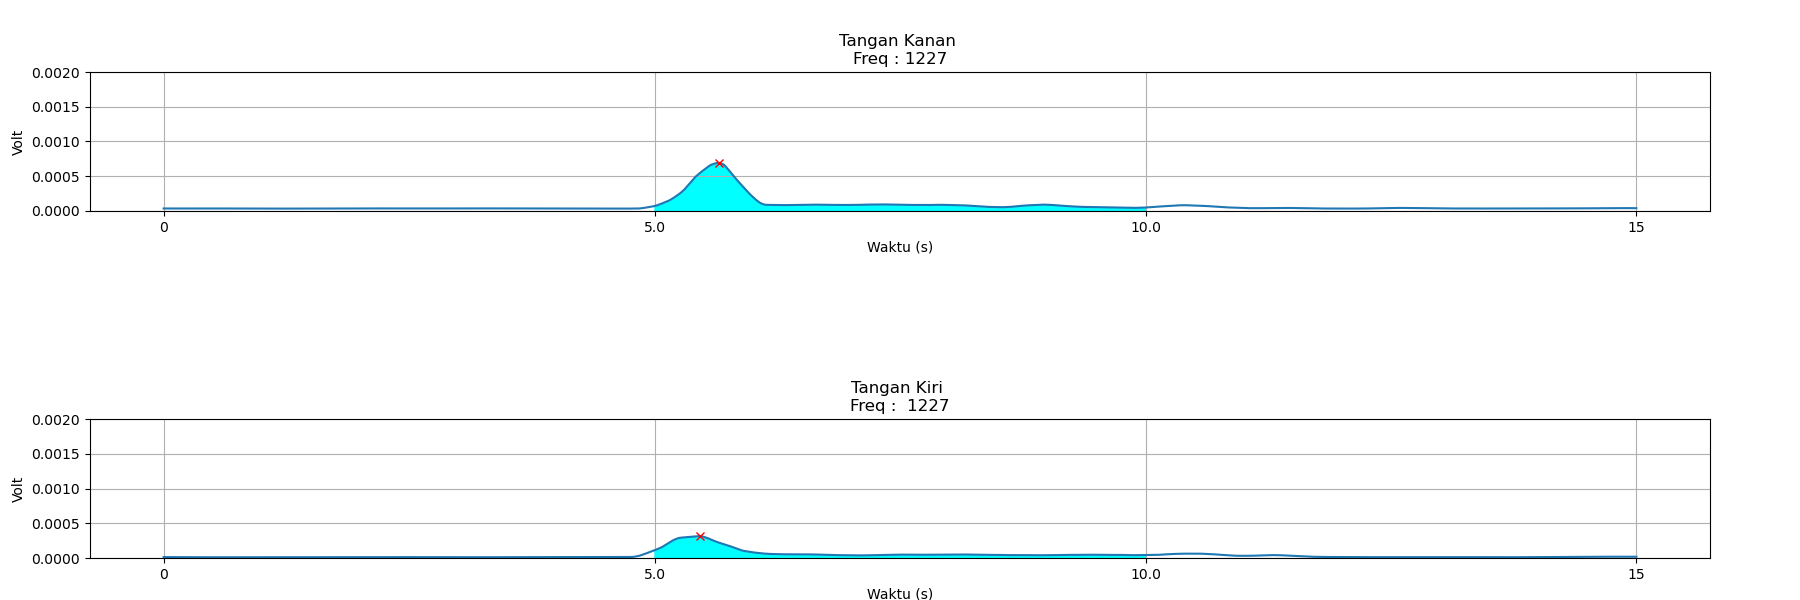 Tangan Kanan
Freq : 1227
0.0020
0.0015
0.0010
0.0005
0.0000
Volt
0 5.0 10.0 15
Waktu (s)
Tangan Kiri
Freq :  1227
0.0020
0.0015
0.0010
0.0005
0.0000
Volt
0 5.0 10.0 15
Waktu (s)